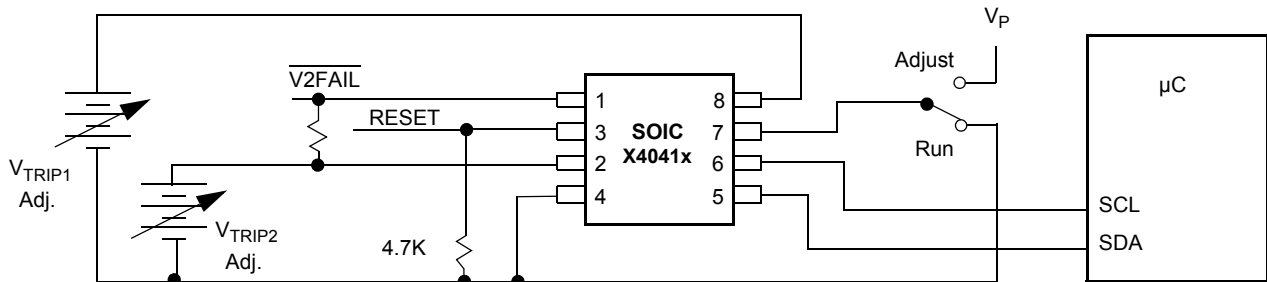 V_P
V2FAIL
Adjust
µC
1 8
RESET
SOIC
X4041x
3 7
V_TRIP1
Adj.
2 6
Run
4 5
V_TRIP2
Adj.
4.7K
SCL
SDA